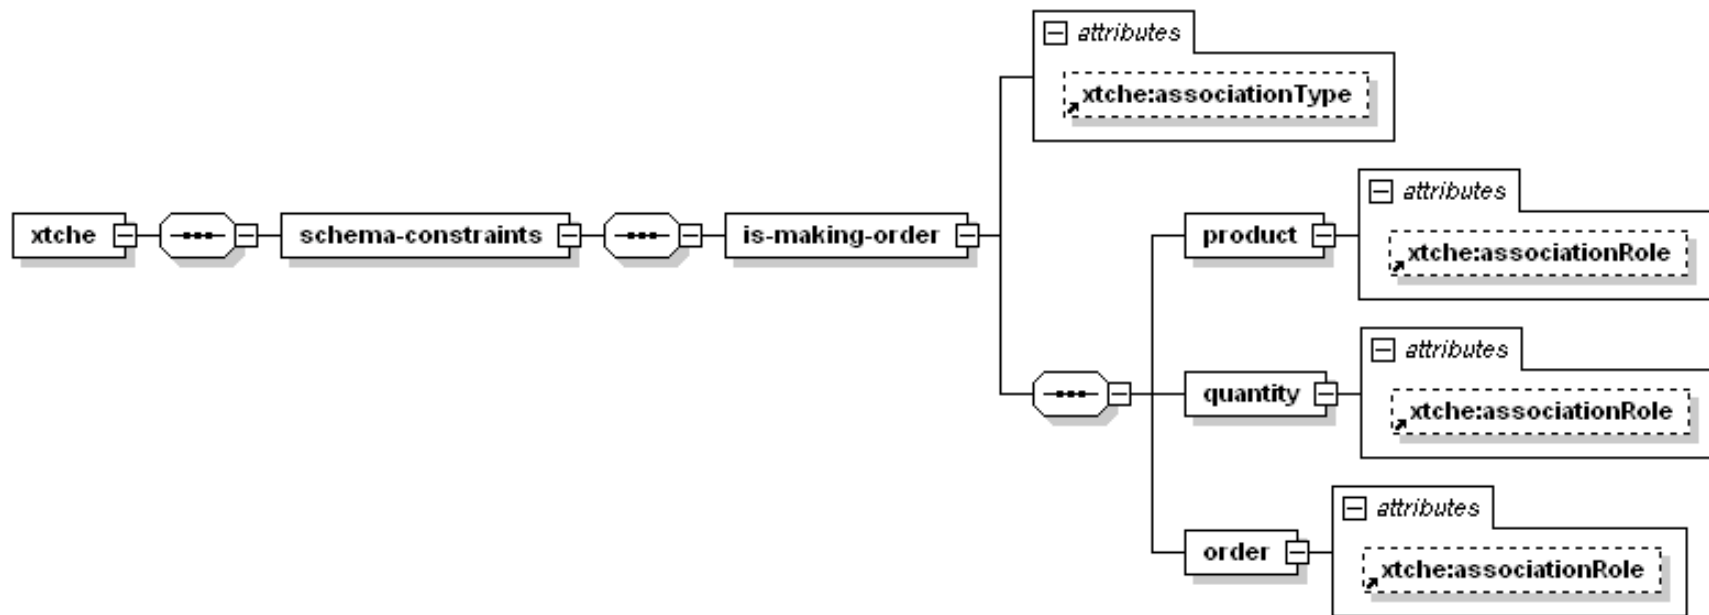 attributes
xtche:associationType
xtche
schema-constraints
is-making-order
product
attributes
xtche:associationRole
quantity
attributes
xtche:associationRole
order
attributes
xtche:associationRole